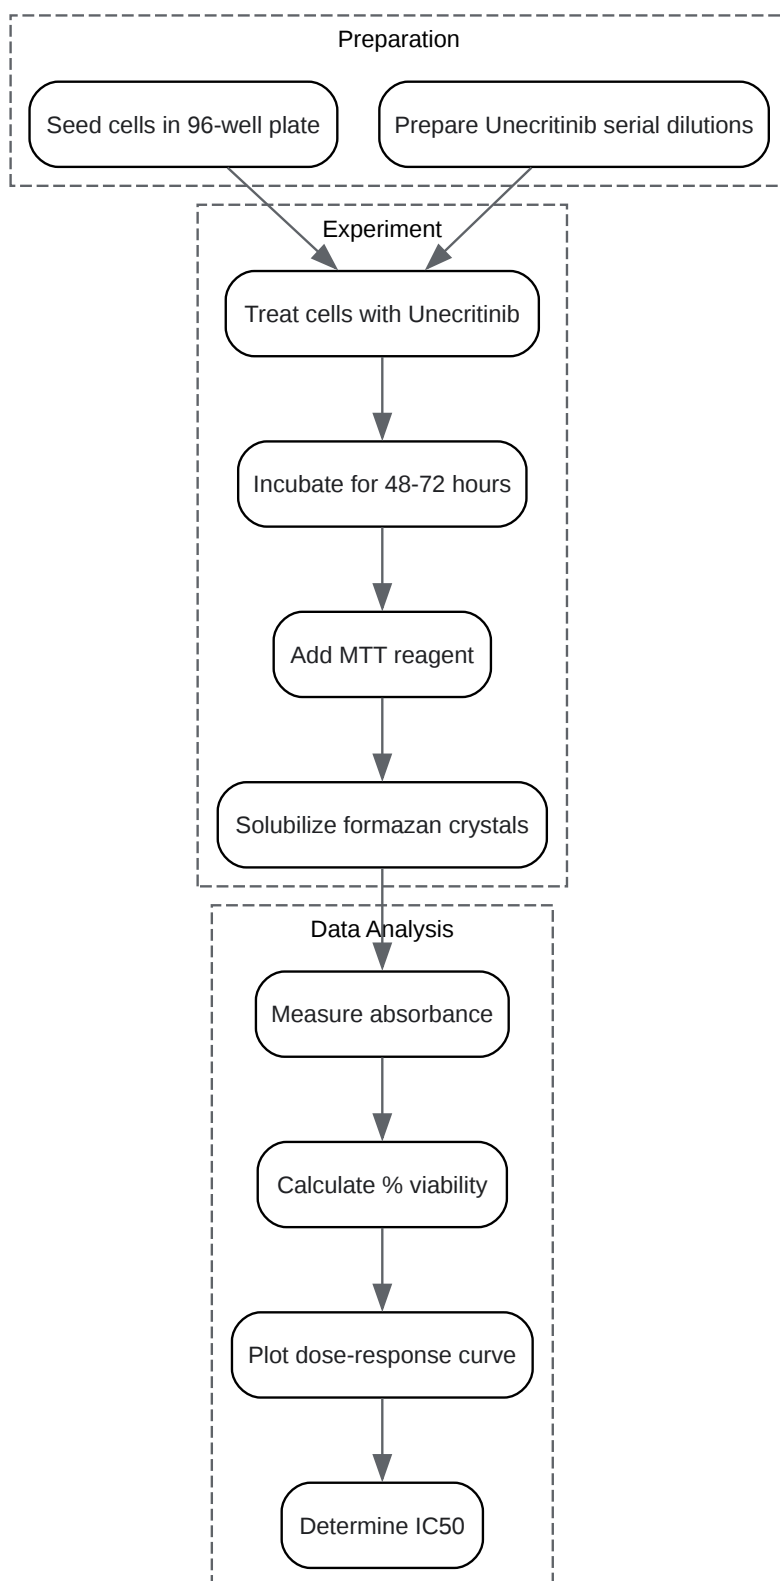 Preparation
Seed cells in 96-well plate
Prepare Unecritinib serial dilutions
Experiment
Treat cells with Unecritinib
Incubate for 48-72 hours
Add MTT reagent
Solubilize formazan crystals
Data Analysis
Measure absorbance
Calculate % viability
Plot dose-response curve
Determine IC50